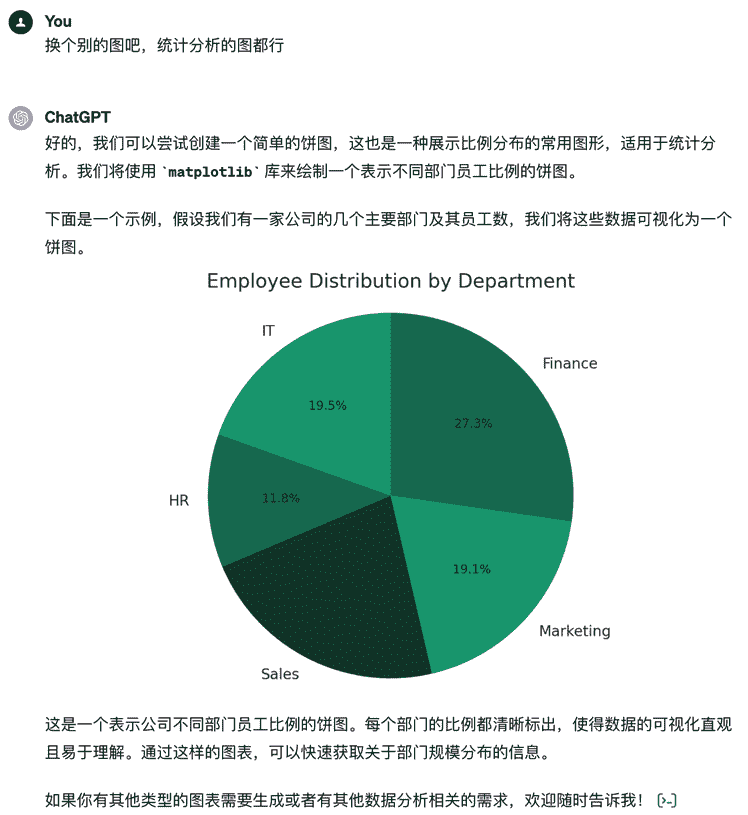 You
换个别的图吧，统计分析的图都行
ChatGPT
好的，我们可以尝试创建一个简单的饼图，这也是一种展示比例分布的常用图形，适用于统计分
析。我们将使用 `matplotlib` 库来绘制一个表示不同部门员工比例的饼图。
下面是一个示例，假设我们有一家公司的几个主要部门及其员工数，我们将这些数据可视化为一个
饼图。
Employee Distribution by Department
IT
Finance
19.5%
27.3%
HR
11.8%
19.1%
Marketing
Sales
这是一个表示公司不同部门员工比例的饼图。每个部门的比例都清晰标出，使得数据的可视化直观
且易于理解。通过这样的图表，可以快速获取关于部门规模分布的信息。
如果你有其他类型的图表需要生成或者有其他数据分析相关的需求，欢迎随时告诉我！ [>_]